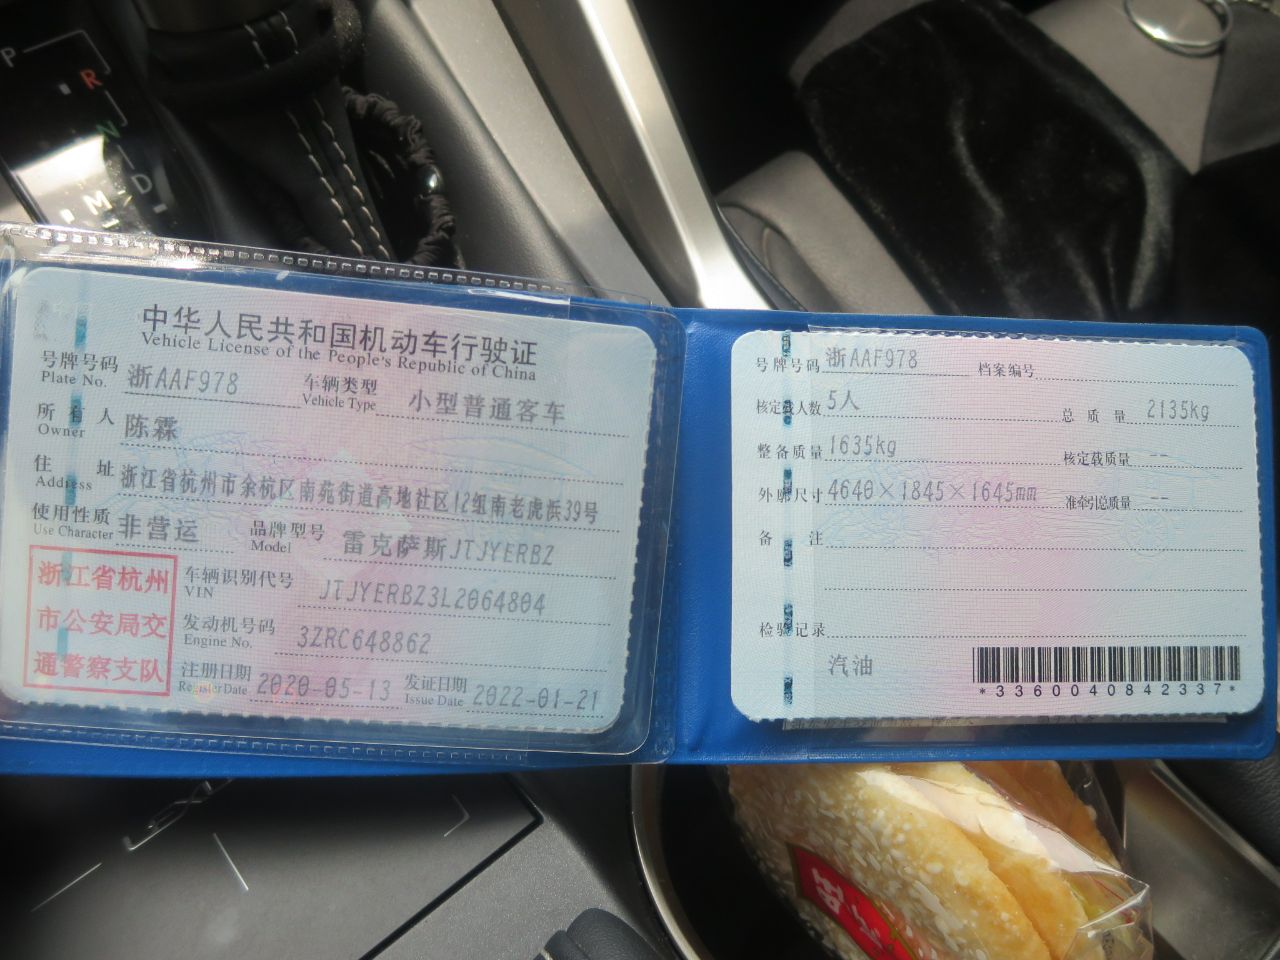 P
R
N
D
M
中华人民共和国机动车行驶证
Vehicle License of the People's Republic of China
号牌号码 浙AAF978 车辆类型 小型普通客车
Plate No. Vehicle Type
所有人 陈霖
Owner
住址 浙江省杭州市余杭区南苑街道高地社区12组南老虎浜39号
Address
使用性质 非营运 品牌型号 雷克萨斯JTJYERBZ
Use Character Model
浙江省杭州
市公安局交
通警察支队
车辆识别代号 JTJYERBZ3L2064804
VIN
发动机号码 3ZRC648862
Engine No.
注册日期 2020-05-13 发证日期 2022-01-21
Register Date Issue Date
号牌号码 浙AAF978 档案编号
核定载人数 5人 总质量 2135kg
整备质量 1635kg 核定载质量 --
外廓尺寸 4640×1845×1645mm 准牵引总质量 --
备注
检验记录
汽油
*3360040842337*